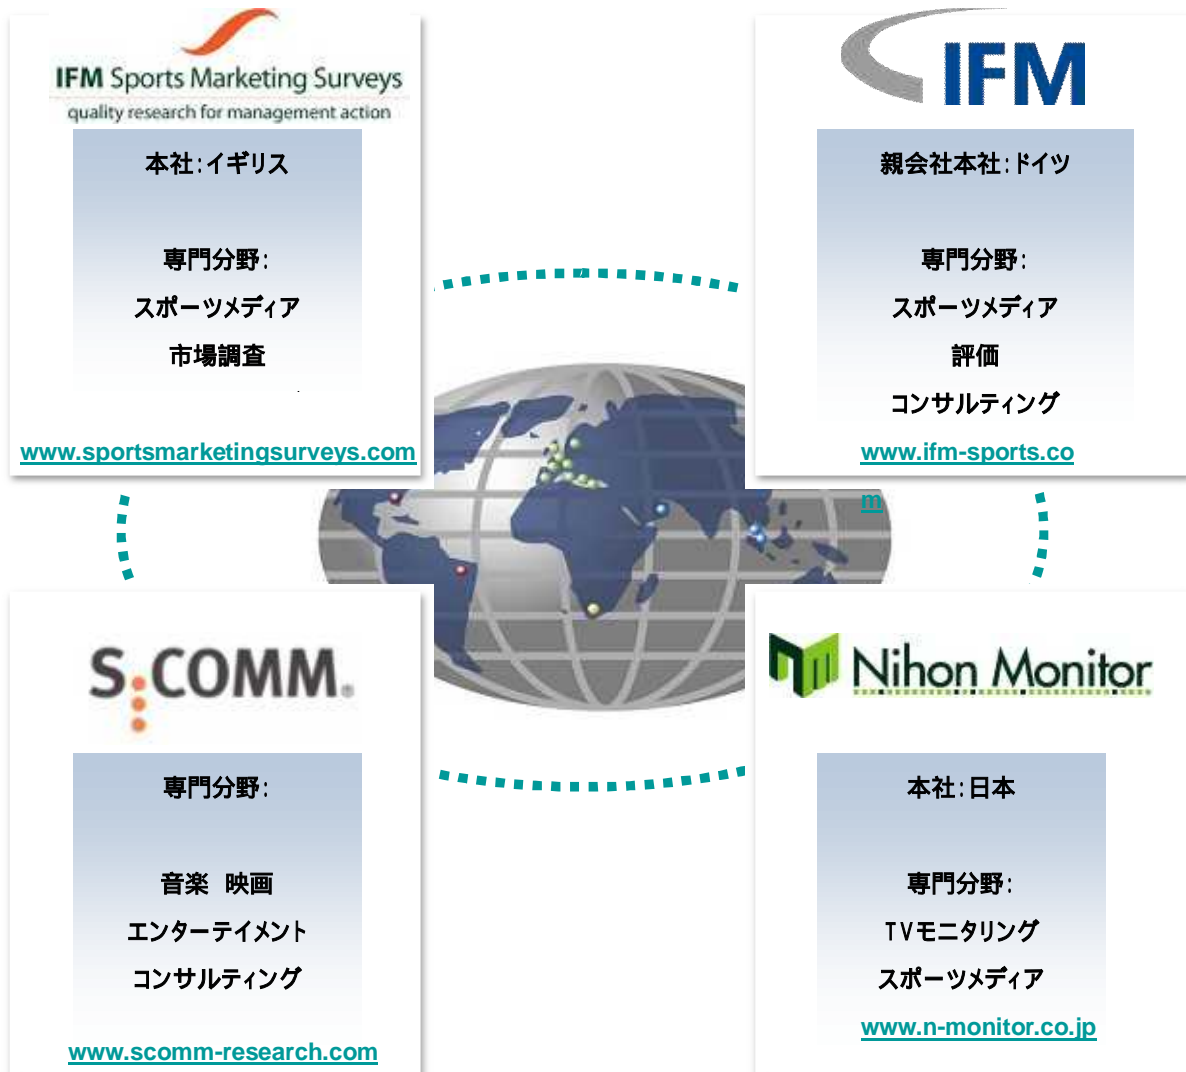 IFM Sports Marketing Surveys
quality research for management action
本社:イギリス
専門分野:
スポーツメディア
市場調査
www.sportsmarketingsurveys.com
IFM
親会社本社:ドイツ
専門分野:
スポーツメディア
評価
コンサルティング
www.ifm-sports.co
m
S:COMM®
専門分野:
音楽　映画
エンターテイメント
コンサルティング
www.scomm-research.com
Nihon Monitor
本社:日本
専門分野:
TVモニタリング
スポーツメディア
www.n-monitor.co.jp